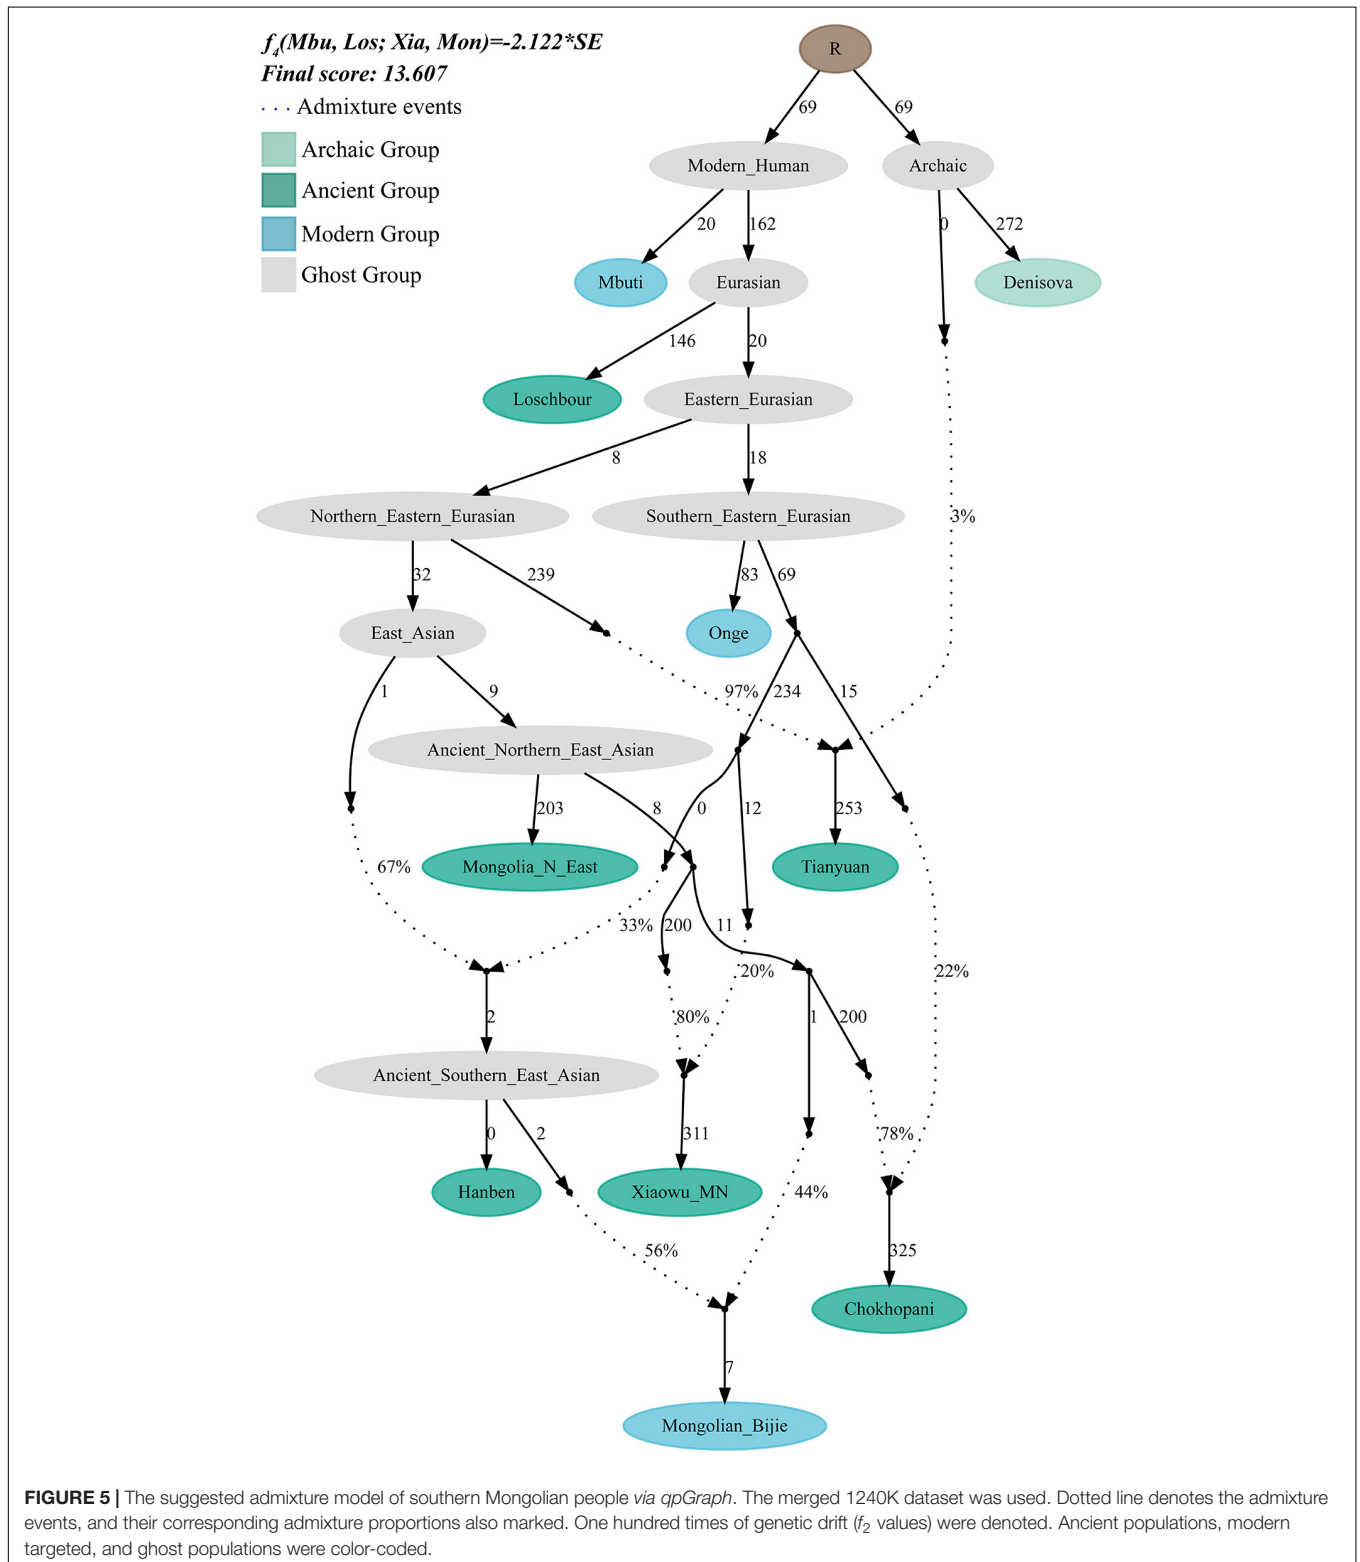 f4(Mbu, Los; Xia, Mon)=-2.122*SE
Final score: 13.607
Admixture events
Archaic Group
Ancient Group
Modern Group
Ghost Group
R
69
69
Modern_Human
Archaic
20
162
0
272
Mbuti
Eurasian
Denisova
146
20
Loschbour
Eastern_Eurasian
8
18
Northern_Eastern_Eurasian
Southern_Eastern_Eurasian
3%
32
239
83
69
East_Asian
Onge
1
9
97%
234
15
Ancient_Northern_East_Asian
203
8
0
12
253
67%
Mongolia_N_East
Tianyuan
33%
200
11
20%
22%
2
80%
1
200
Ancient_Southern_East_Asian
0
2
311
78%
Hanben
Xiaowu_MN
44%
56%
325
Chokhopani
7
Mongolian_Bijie
FIGURE 5 | The suggested admixture model of southern Mongolian people via qpGraph. The merged 1240K dataset was used. Dotted line denotes the admixture
events, and their corresponding admixture proportions also marked. One hundred times of genetic drift (f2 values) were denoted. Ancient populations, modern
targeted, and ghost populations were color-coded.